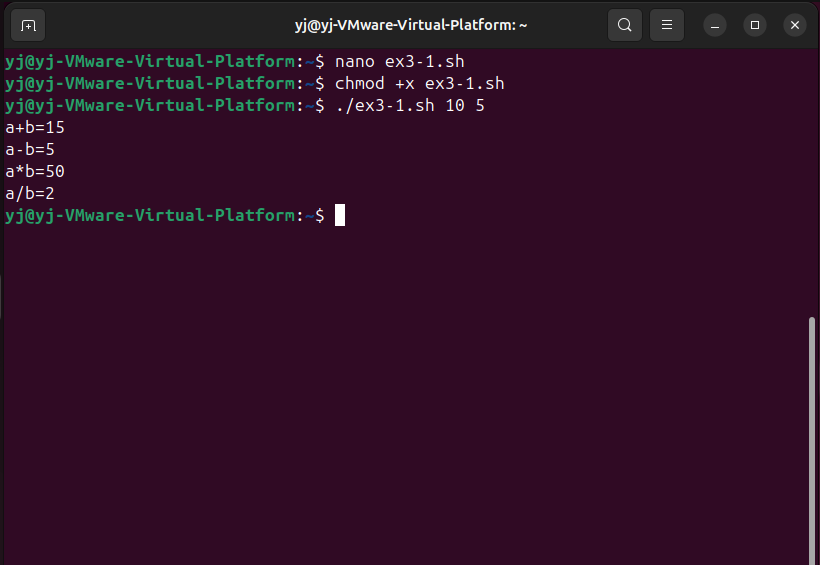 yj@yj-VMware-Virtual-Platform: ~
yj@yj-VMware-Virtual-Platform:~$ nano ex3-1.sh
yj@yj-VMware-Virtual-Platform:~$ chmod +x ex3-1.sh
yj@yj-VMware-Virtual-Platform:~$ ./ex3-1.sh 10 5
a+b=15
a-b=5
a*b=50
a/b=2
yj@yj-VMware-Virtual-Platform:~$